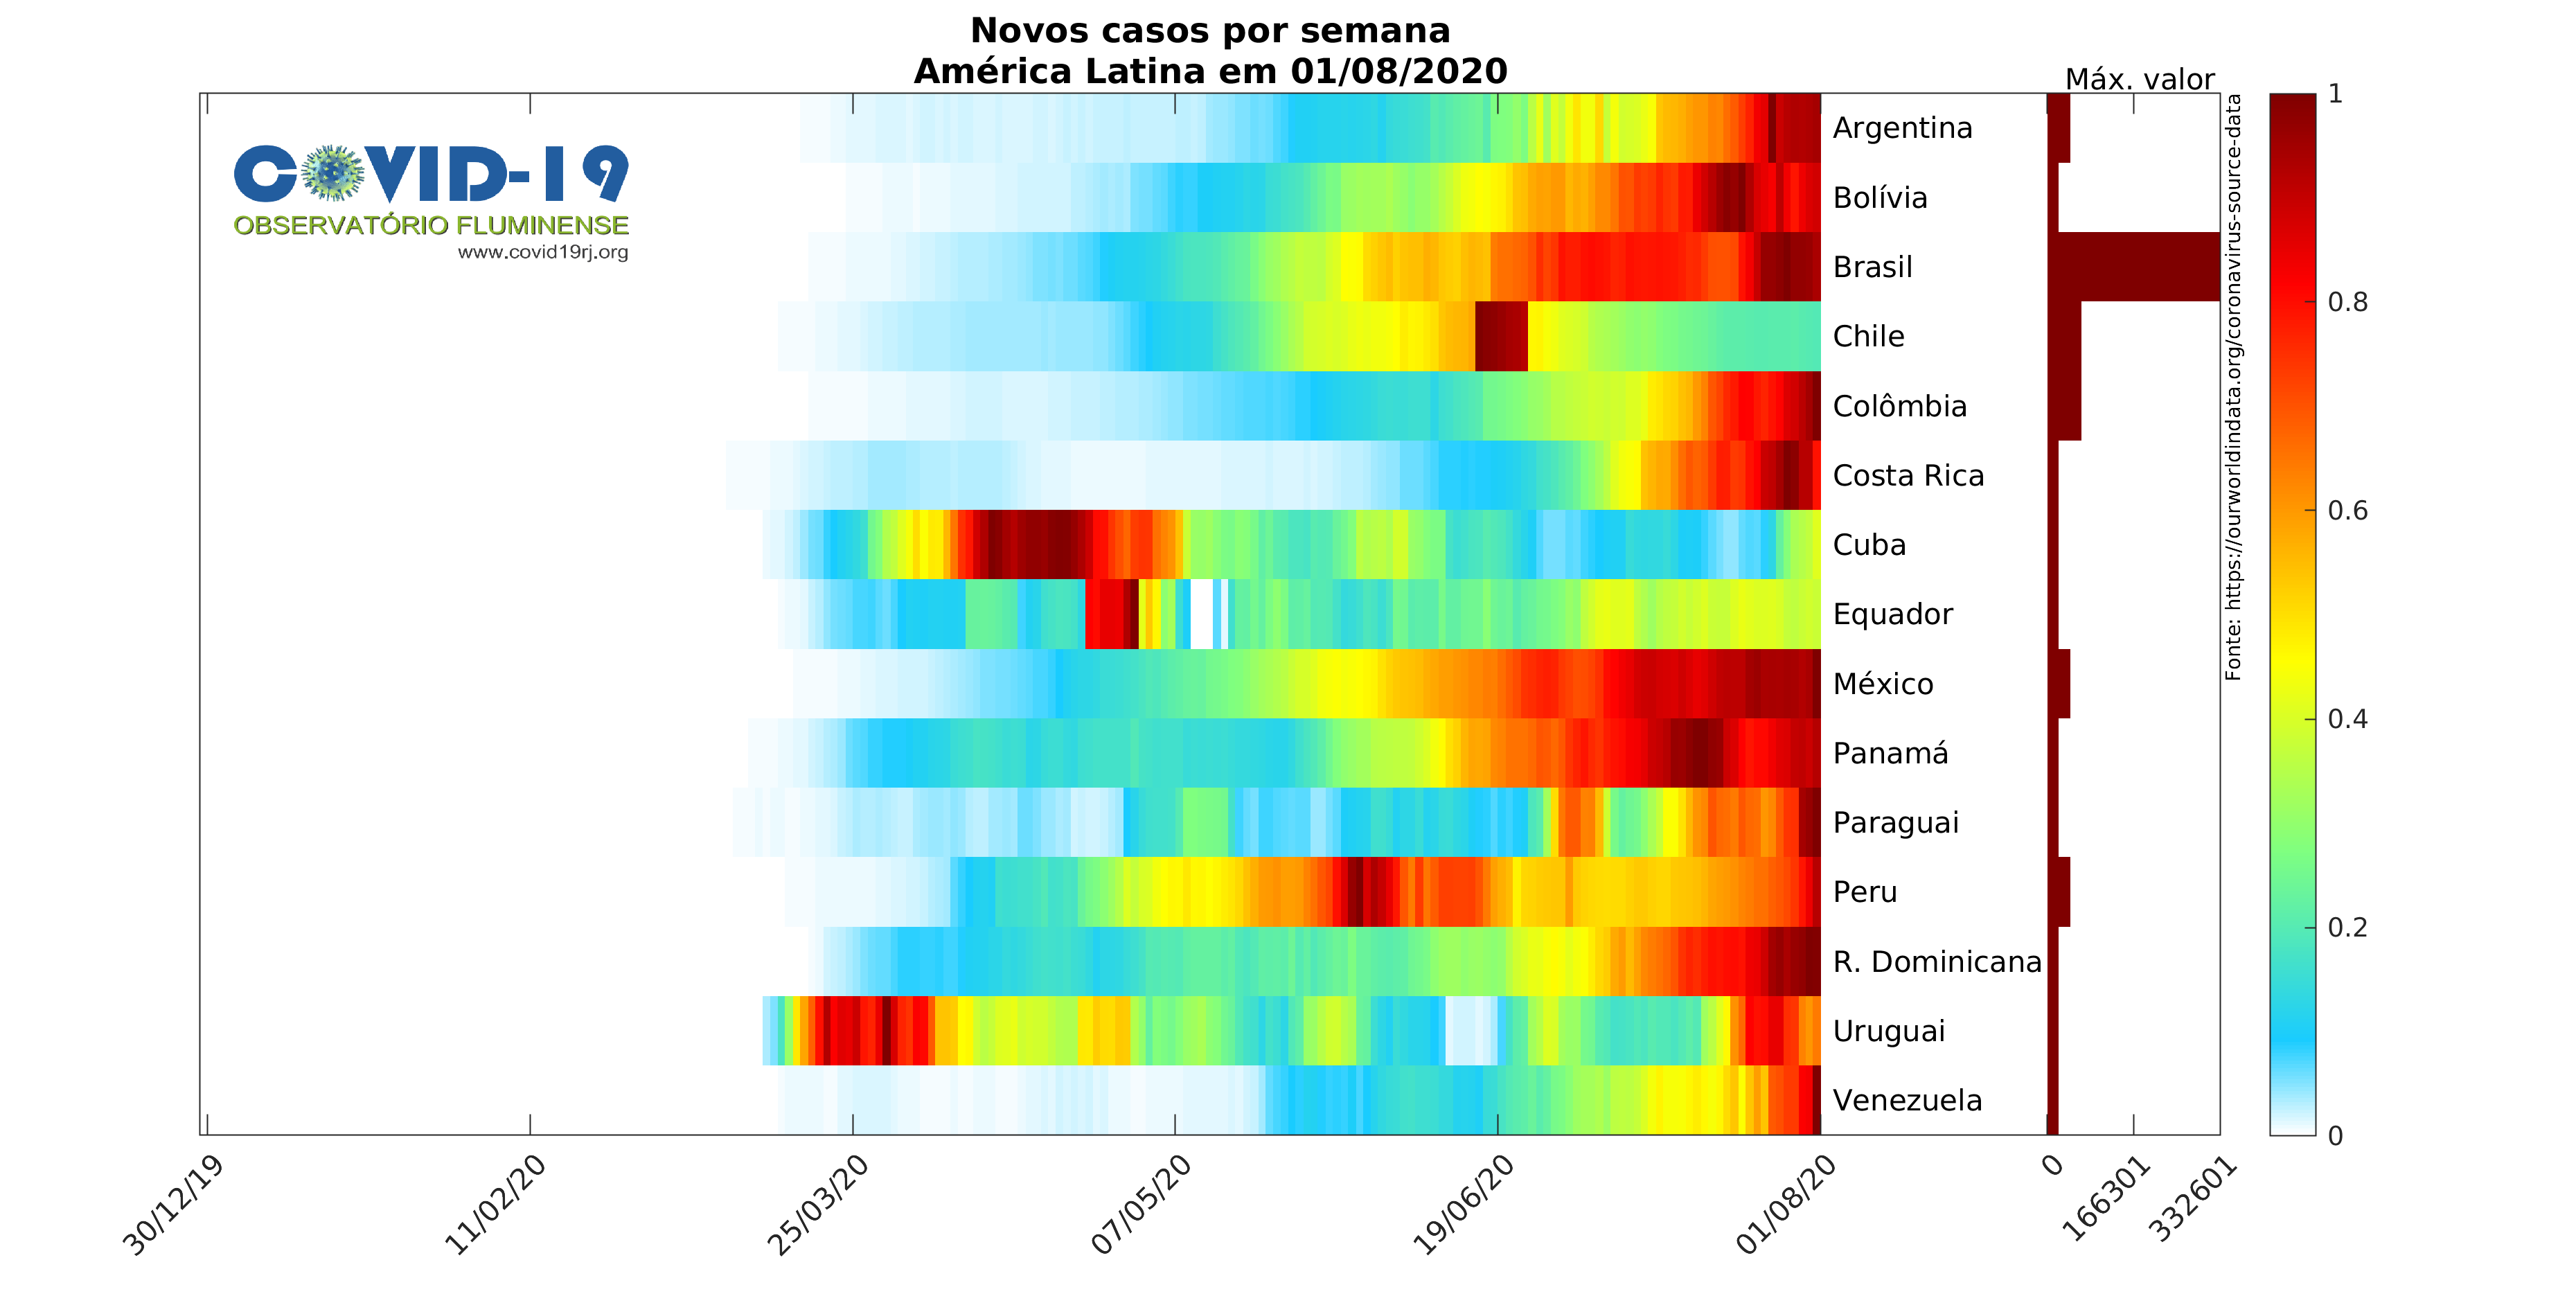 Novos casos por semana
América Latina em 01/08/2020
Máx. valor
COVID-19
OBSERVATÓRIO FLUMINENSE
www.covid19rj.org
Argentina
Bolívia
Brasil
Chile
Colômbia
Costa Rica
Cuba
Equador
México
Panamá
Paraguai
Peru
R. Dominicana
Uruguai
Venezuela
Fonte: https://ourworldindata.org/coronavirus-source-data
1
0.8
0.6
0.4
0.2
0
30/12/19
11/02/20
25/03/20
07/05/20
19/06/20
01/08/20
0
166301
332601